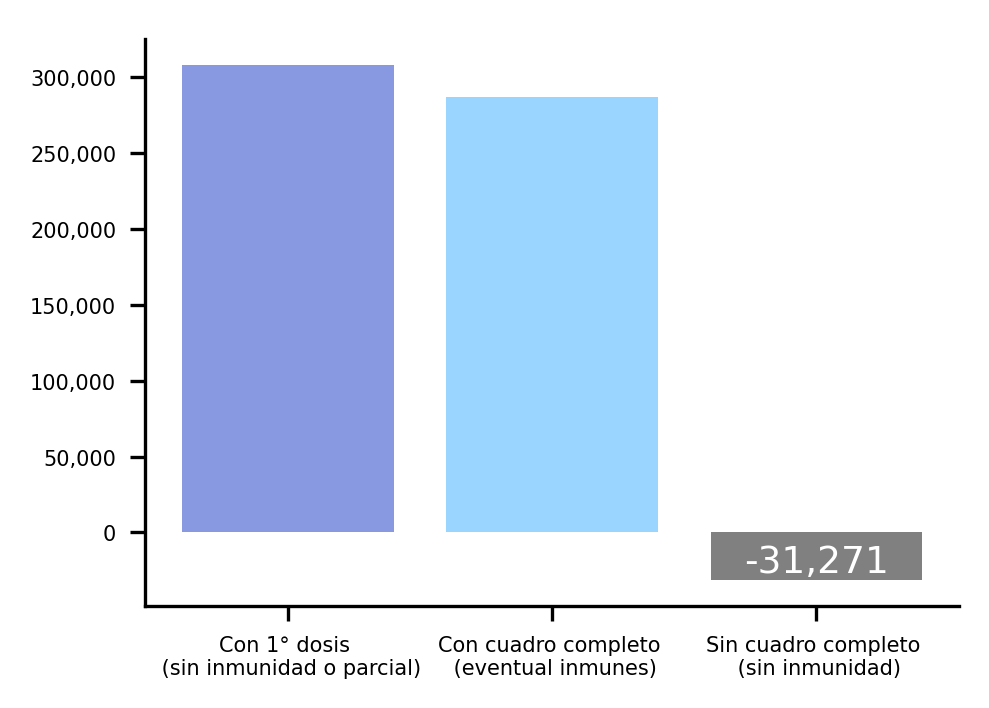 300,000
250,000
200,000
150,000
100,000
50,000
0
-31,271
Con 1° dosis
(sin inmunidad o parcial)
Con cuadro completo
(eventual inmunes)
Sin cuadro completo
(sin inmunidad)